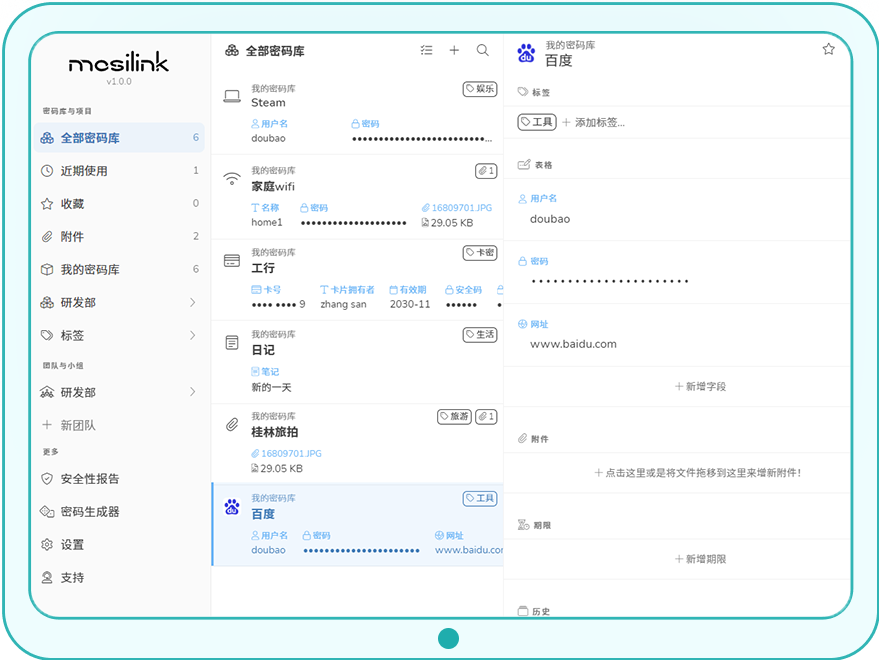 mosilink
v1.0.0
密码库与项目
全部密码库 6
近期使用 1
收藏 0
附件 2
我的密码库 6
研发部
标签
团队与小组
研发部
新团队
更多
安全性报告
密码生成器
设置
支持
全部密码库
我的密码库
Steam
娱乐
用户名 密码
doubao ••••••••••••••••••••••••••...
我的密码库
家庭wifi
1
名称 密码 16809701.JPG
home1 •••••••••••••••••••• 29.05 KB
我的密码库
工行
卡密
卡号 卡片拥有者 有效期 安全码
•••• •••• 9 zhang san 2030-11 ••••••
我的密码库
日记
生活
笔记
新的一天
我的密码库
桂林旅拍
旅游 1
16809701.JPG
29.05 KB
我的密码库
百度
工具
用户名 密码 网址
doubao •••••••••••••••••••••• www.baidu.co
我的密码库
百度
标签
工具 添加标签...
表格
用户名
doubao
密码
••••••••••••••••••••••
网址
www.baidu.com
新增字段
附件
点击这里或是将文件拖移到这里来增新附件!
期限
新增期限
历史